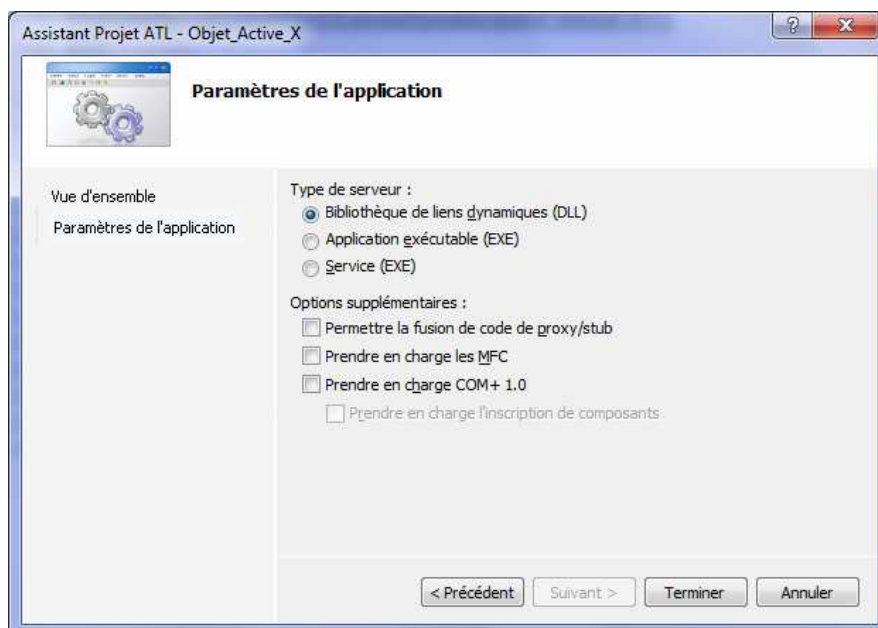 Assistant Projet ATL - Objet_Active_X
Paramètres de l'application
Vue d'ensemble
Paramètres de l'application
Type de serveur :
Bibliothèque de liens dynamiques (DLL)
Application exécutable (EXE)
Service (EXE)
Options supplémentaires :
Permettre la fusion de code de proxy/stub
Prendre en charge les MFC
Prendre en charge COM+ 1.0
Prendre en charge l'inscription de composants
< Précédent
Suivant >
Terminer
Annuler